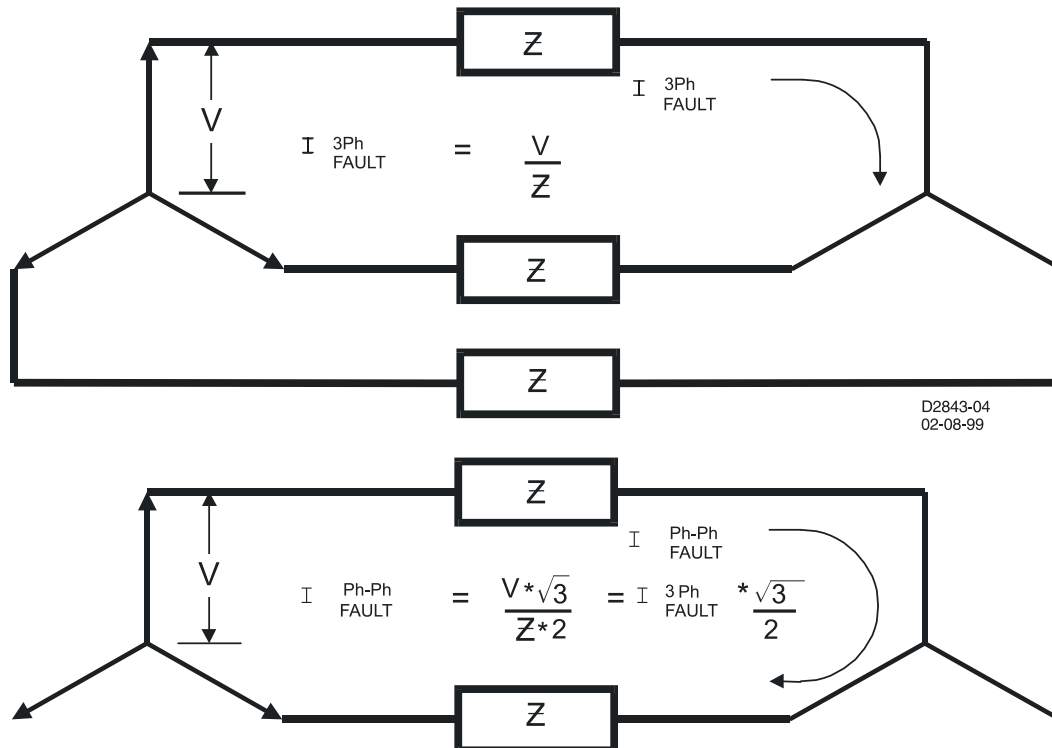 Z
I 3Ph
FAULT
V
I 3Ph
FAULT
= V
Z
Z
Z
D2843-04
02-08-99
Z
I Ph-Ph
FAULT
V
I Ph-Ph
FAULT
= V*√3
Z*2
= I 3 Ph
FAULT
* √3
2
Z